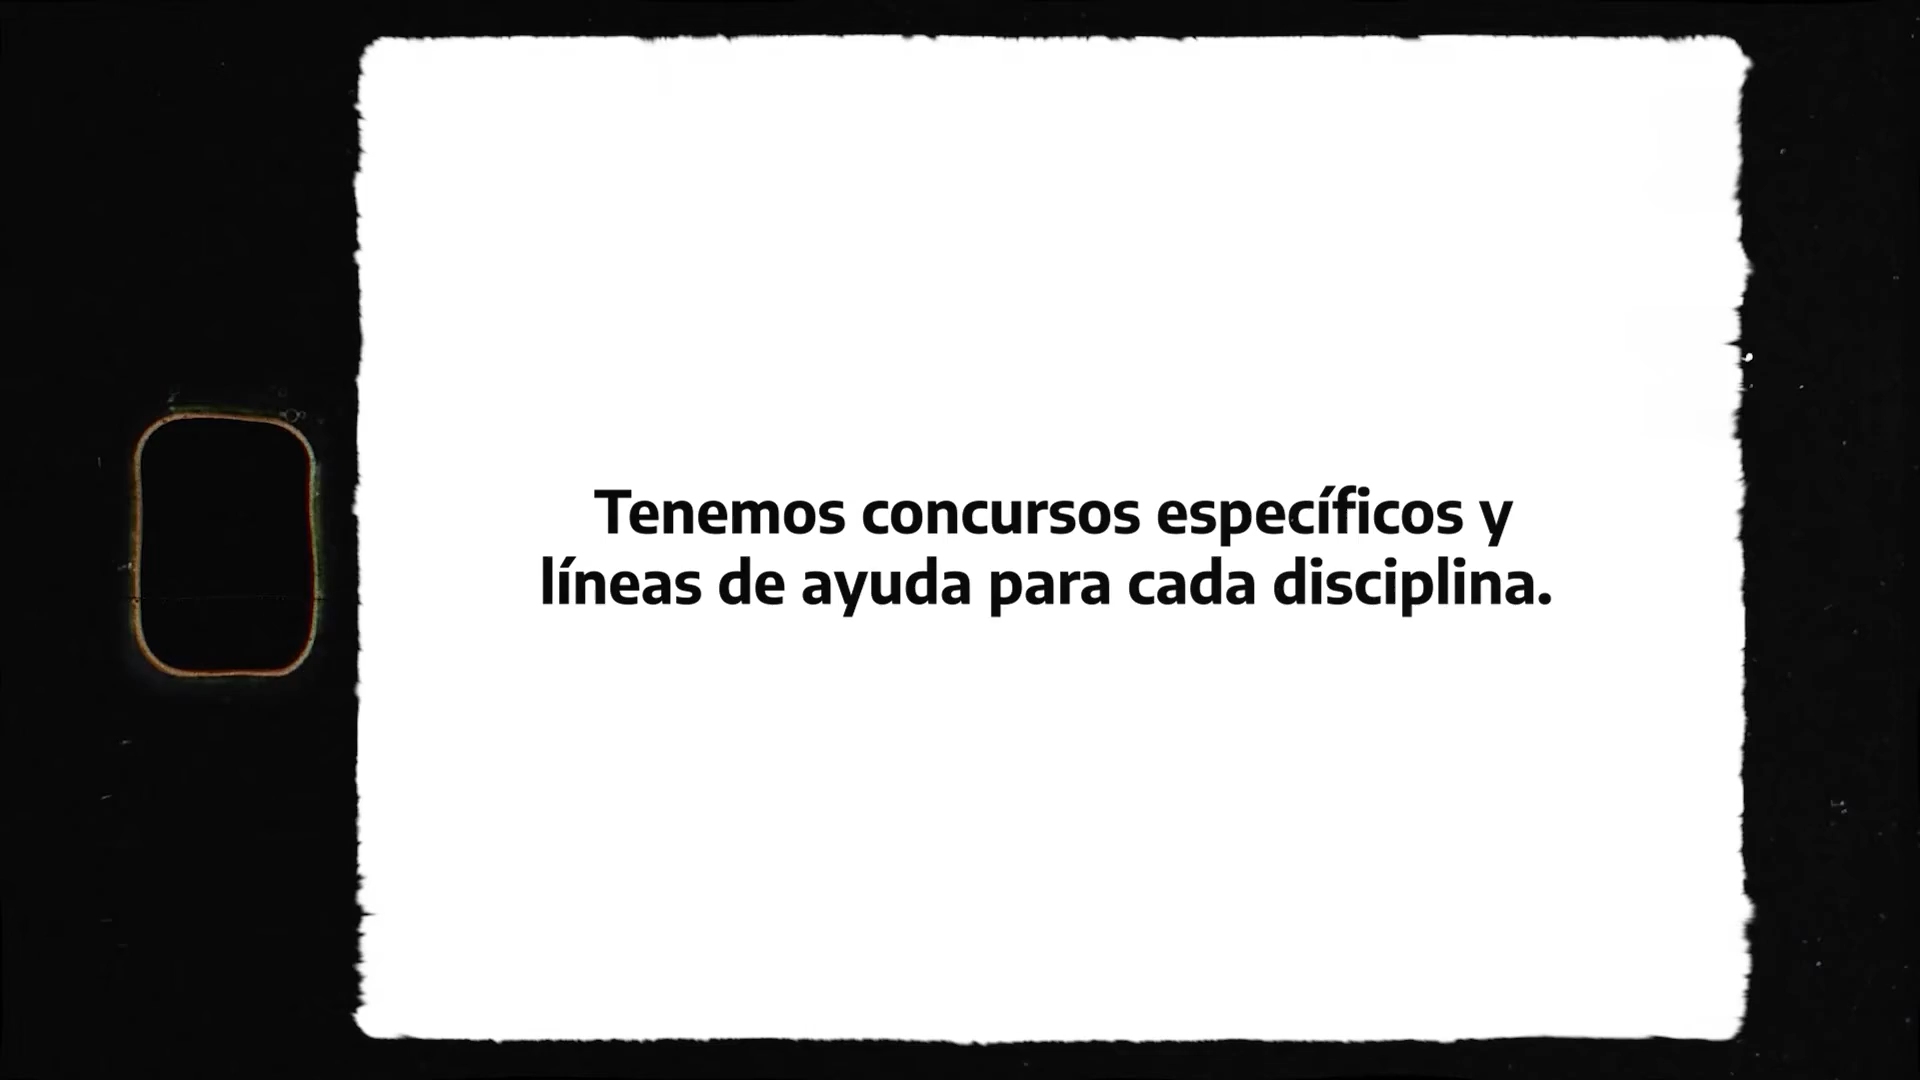 Tenemos concursos específicos y
líneas de ayuda para cada disciplina.